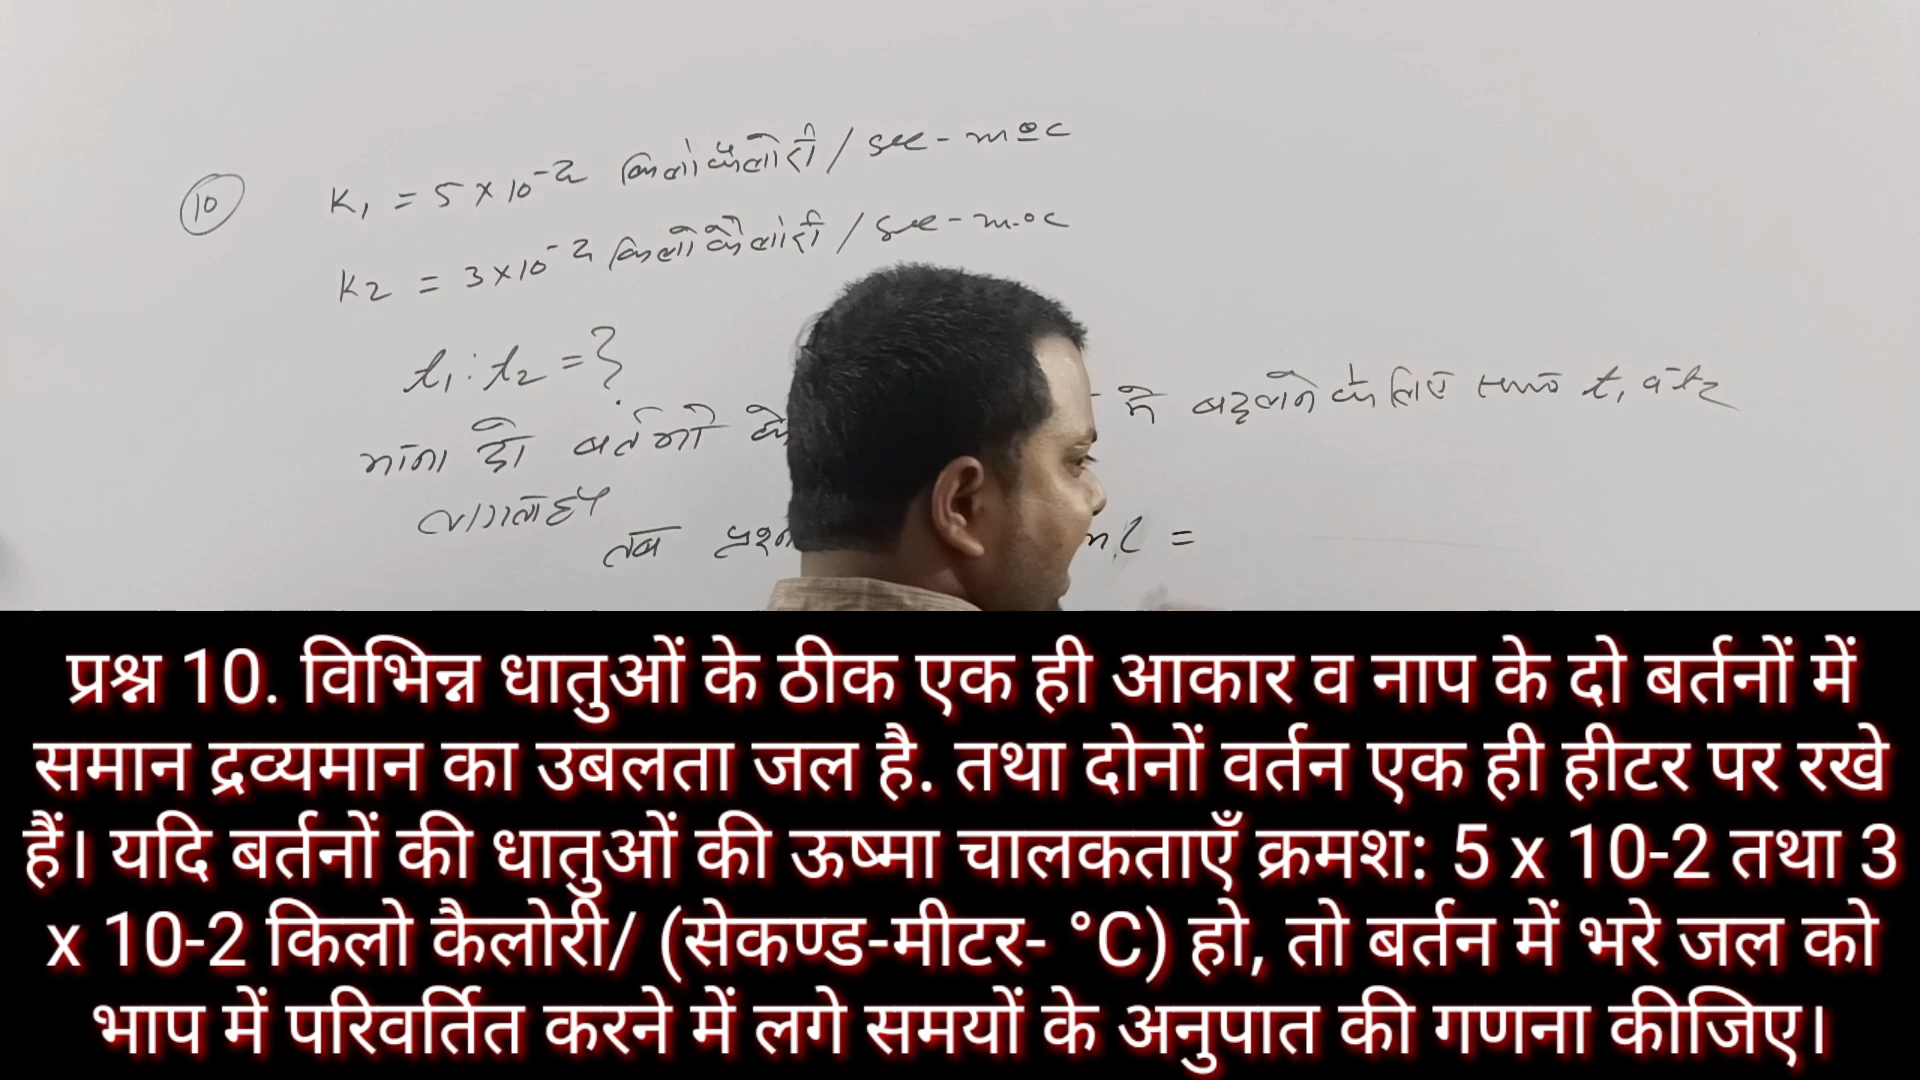 10 K1 = 5 × 10-2 किलो कैलोरी / sec - m ºC
K2 = 3 × 10-2 किलो कैलोरी / sec - m.ºC
t1 : t2 = ?
माना दो बर्तनों के में बदलने के लिए समय t1 व t2
लगता है।
तब =
प्रश्न 10. विभिन्न धातुओं के ठीक एक ही आकार व नाप के दो बर्तनों में
समान द्रव्यमान का उबलता जल है. तथा दोनों वर्तन एक ही हीटर पर रखे
हैं। यदि बर्तनों की धातुओं की ऊष्मा चालकताएँ क्रमश: 5 x 10-2 तथा 3
x 10-2 किलो कैलोरी/ (सेकण्ड-मीटर- °C) हो, तो बर्तन में भरे जल को
भाप में परिवर्तित करने में लगे समयों के अनुपात की गणना कीजिए।